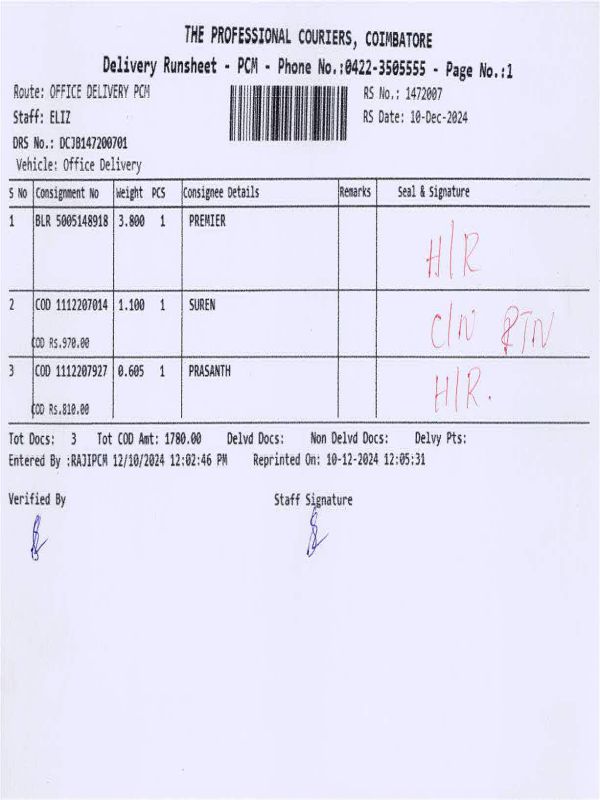 THE PROFESSIONAL COURIERS, COIMBATORE
Delivery Runsheet - PCM - Phone No.:0422-3505555 - Page No.:1
Route: OFFICE DELIVERY PCM RS No.: 1472007
Staff: ELIZ RS Date: 10-Dec-2024
DRS No.: DCJB147200701
Vehicle: Office Delivery
S No Consignment No Weight PCS Consignee Details Remarks Seal & Signature
1 BLR 5005148918 3.800 1 PREMIER
H/R
2 COD 1112207014 1.100 1 SUREN
C/N RTN
COD Rs.970.00
3 COD 1112207927 0.605 1 PRASANTH
H/R.
COD Rs.810.00
Tot Docs: 3 Tot COD Amt: 1780.00 Delvd Docs: Non Delvd Docs: Delvy Pts:
Entered By :RAJIPCM 12/10/2024 12:02:46 PM Reprinted On: 10-12-2024 12:05:31
Verified By Staff Signature